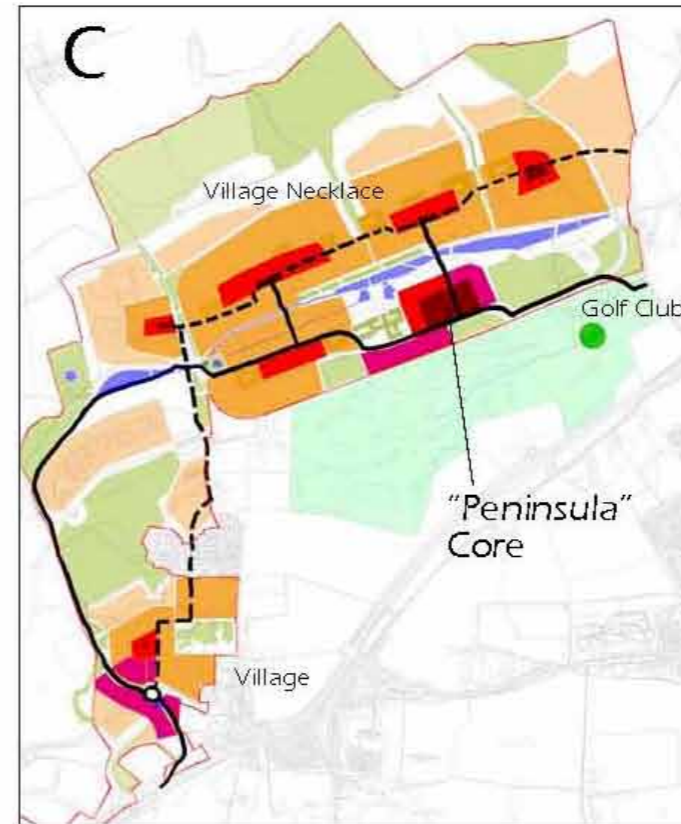 C
Village Necklace
Golf Club
"Peninsula"
Core
Village